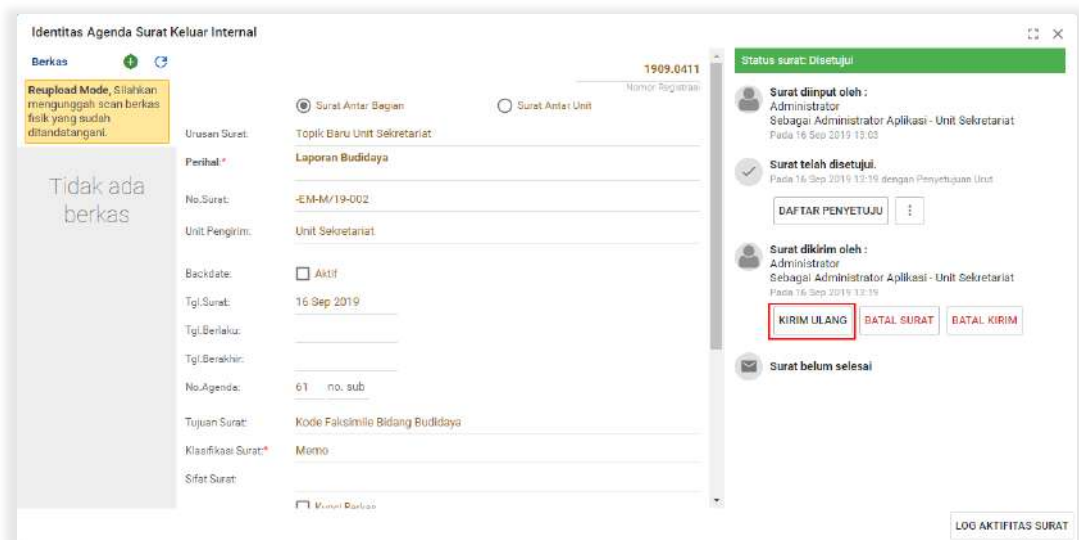 Identitas Agenda Surat Keluar Internal
Berkas
Reupload Mode, Silahkan
mengunggah scan berkas
fisik yang sudah
ditandatangani.
Tidak ada
berkas
1909.0411
Nomor Registrasi
Surat Antar Bagian
Surat Antar Unit
Urusan Surat:
Topik Baru Unit Sekretariat
Perihal:*
Laporan Budidaya
No.Surat:
-EM-M/19-002
Unit Pengirim:
Unit Sekretariat
Backdate:
Aktif
Tgl.Surat:
16 Sep 2019
Tgl.Berlaku:
Tgl.Berakhir:
No.Agenda:
61 no. sub
Tujuan Surat:
Kode Faksimile Bidang Budidaya
Klasifikasi Surat:*
Memo
Sifat Surat:
Kunci Berkas
Status surat: Disetujui
Surat diinput oleh :
Administrator
Sebagai Administrator Aplikasi - Unit Sekretariat
Pada 16 Sep 2019 13:03
Surat telah disetujui.
Pada 16 Sep 2019 13:19 dengan Penyetujuan Urut
DAFTAR PENYETUJU
Surat dikirim oleh :
Administrator
Sebagai Administrator Aplikasi - Unit Sekretariat
Pada 16 Sep 2019 13:19
KIRIM ULANG
BATAL SURAT
BATAL KIRIM
Surat belum selesai
LOG AKTIFITAS SURAT